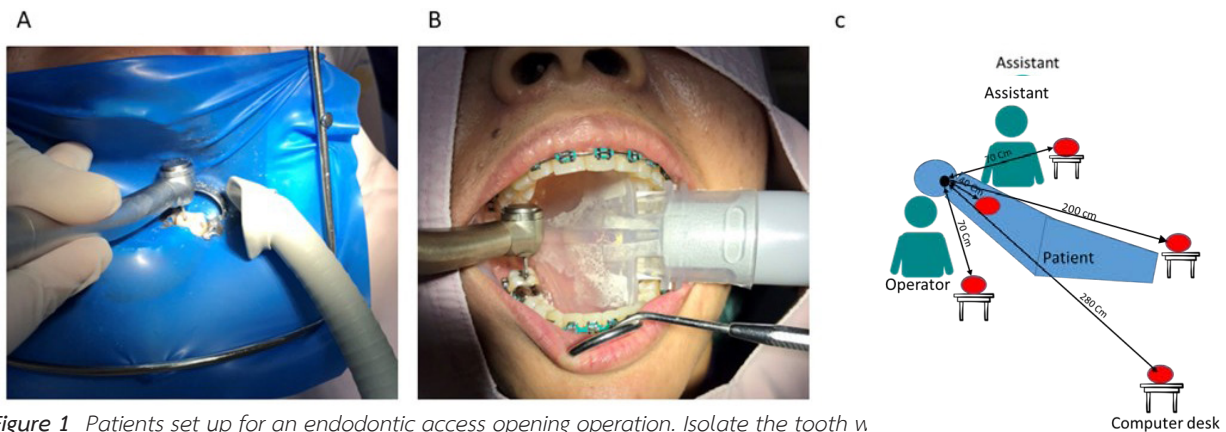 A
B
c
Assistant
Assistant
70 Cm
200 cm
70 Cm
Patient
Operator
280 Cm
Computer desk
Figure 1 Patients set up for an endodontic access opening operation. Isolate the tooth w